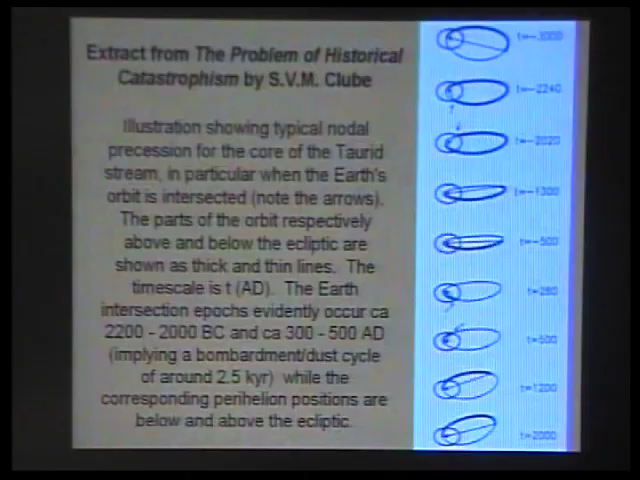 Extract from The Problem of Historical
Catastrophism by S.V.M. Clube
Illustration showing typical nodal
precession for the core of the Taurid
stream, in particular when the Earth's
orbit is intersected (note the arrows).
The parts of the orbit respectively
above and below the ecliptic are
shown as thick and thin lines. The
timescale is t (AD). The Earth
intersection epochs evidently occur ca
2200 - 2000 BC and ca 300 - 500 AD
(implying a bombardment/dust cycle
of around 2.5 kyr) while the
corresponding perihelion positions are
below and above the ecliptic.
t=-3000
t=-2240
t=-2020
t=-1300
t=-500
t=280
t=500
t=1200
t=2000